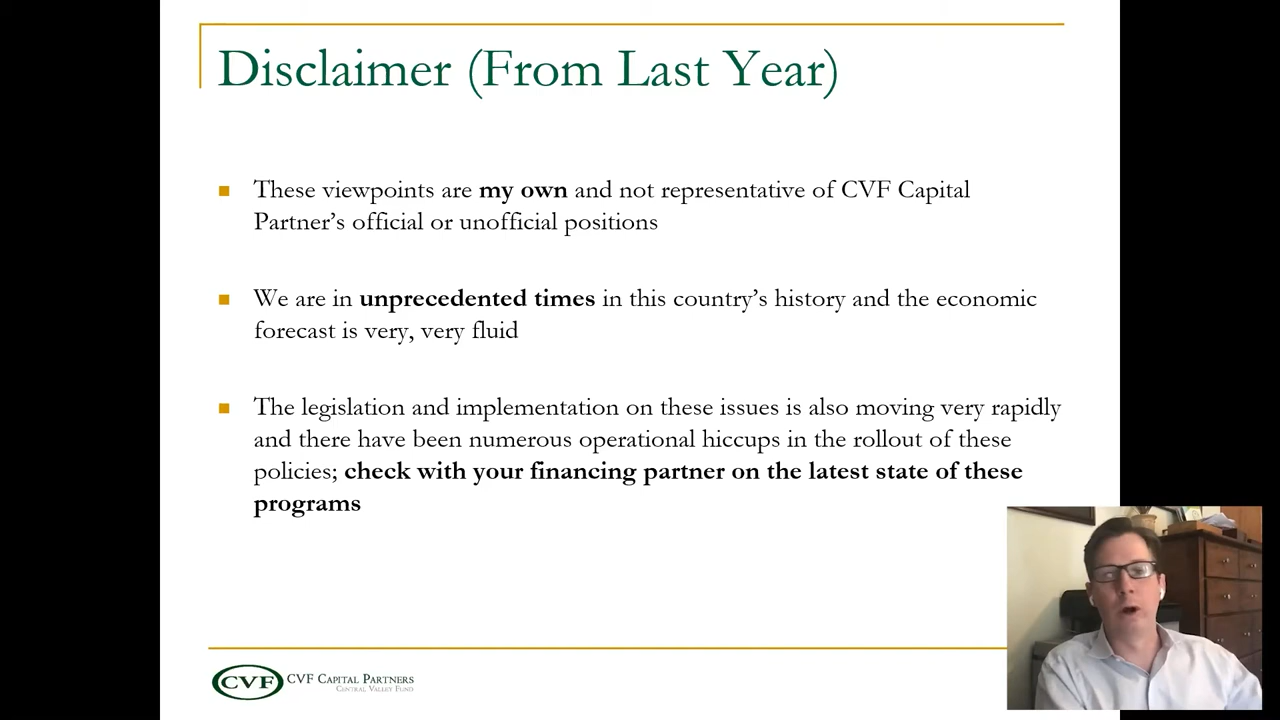 Disclaimer (From Last Year)
These viewpoints are my own and not representative of CVF Capital
Partner's official or unofficial positions
We are in unprecedented times in this country's history and the economic
forecast is very, very fluid
The legislation and implementation on these issues is also moving very rapidly
and there have been numerous operational hiccups in the rollout of these
policies; check with your financing partner on the latest state of these
programs
CVF CVF CAPITAL PARTNERS
CENTRAL VALLEY FUND